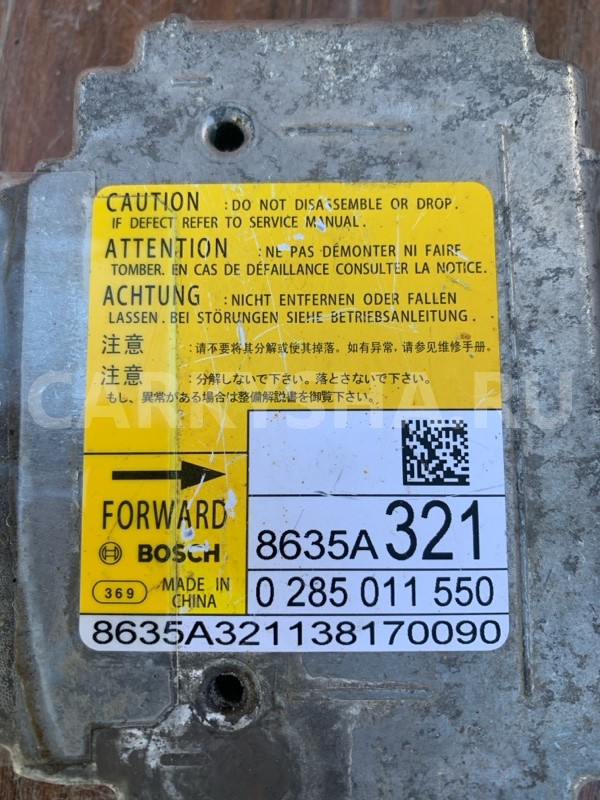 CAUTION : DO NOT DISASSEMBLE OR DROP.
IF DEFECT REFER TO SERVICE MANUAL.
ATTENTION : NE PAS DÉMONTER NI FAIRE
TOMBER. EN CAS DE DÉFAILLANCE CONSULTER LA NOTICE.
ACHTUNG : NICHT ENTFERNEN ODER FALLEN
LASSEN. BEI STÖRUNGEN SIEHE BETRIEBSANLEITUNG.
注意 : 请不要将其分解或使其掉落。如有异常,请参见维修手册.
注意 : 分解しないで下さい。落とさないで下さい。
もし、異常がある場合は整備解説書を御覧下さい。
CARKISMA.RU
FORWARD
BOSCH
369 MADE IN
CHINA
8635A 321
0 285 011 550
8635A321138170090